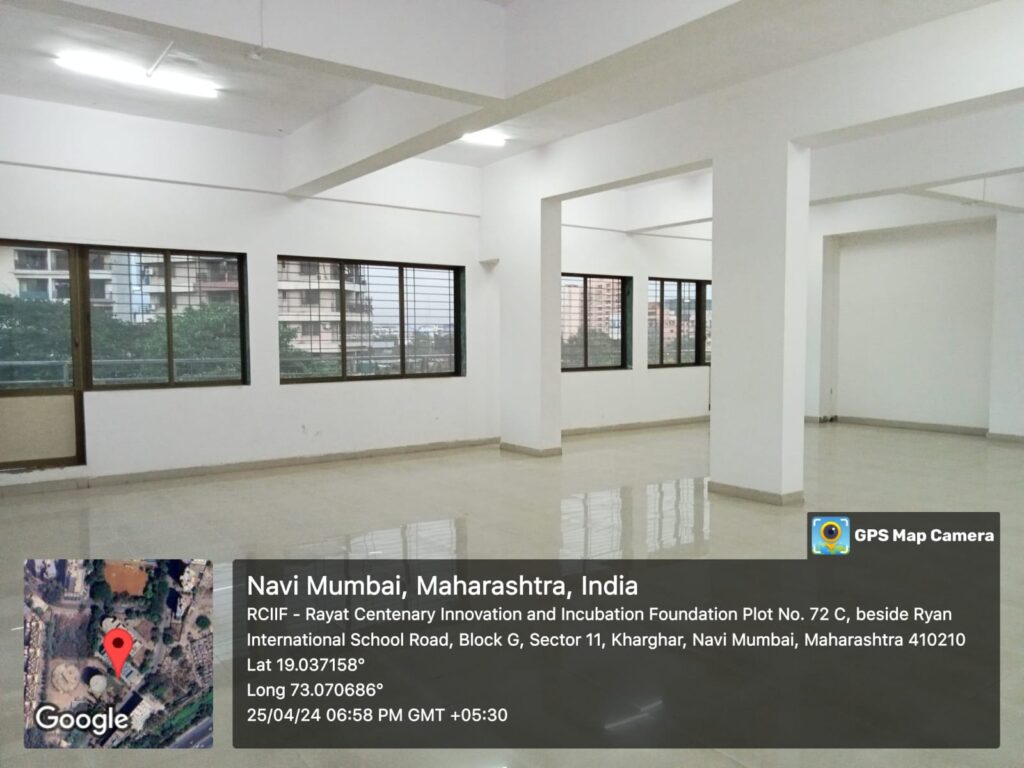 GPS Map Camera
Navi Mumbai, Maharashtra, India
RCIIF - Rayat Centenary Innovation and Incubation Foundation Plot No. 72 C, beside Ryan
International School Road, Block G, Sector 11, Kharghar, Navi Mumbai, Maharashtra 410210
Lat 19.037158°
Long 73.070686°
25/04/24 06:58 PM GMT +05:30
Google